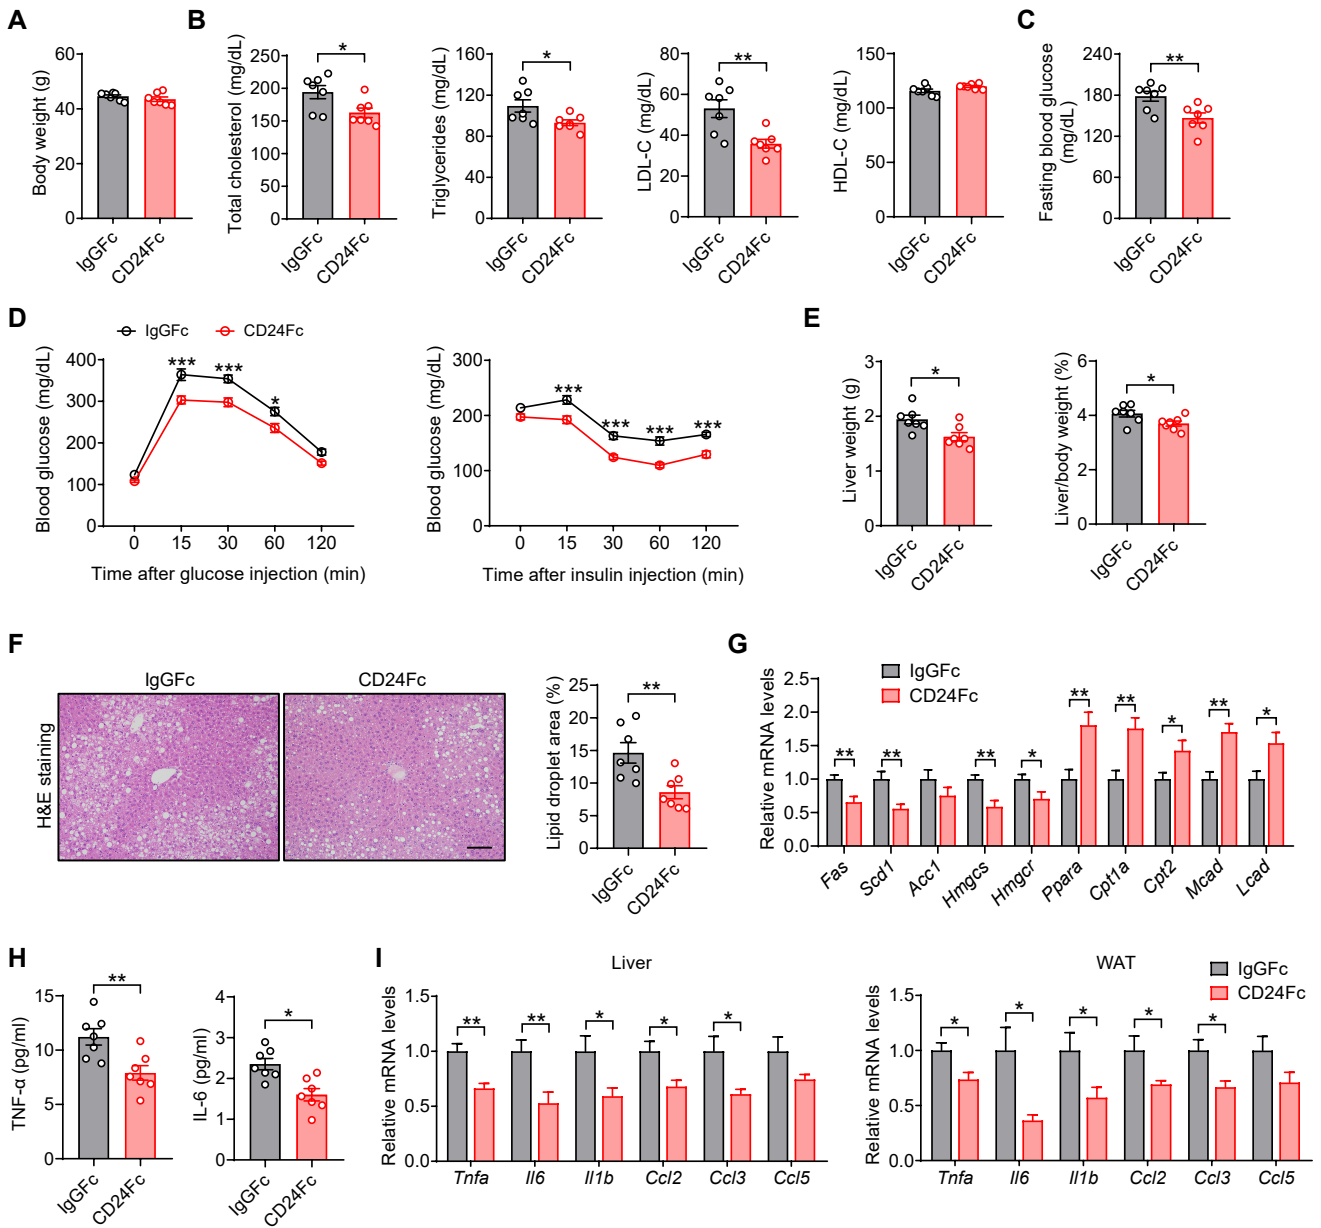 A
Body weight (g)
60
40
20
0
IgGFc
CD24Fc
B
Total cholesterol (mg/dL)
250
200
150
100
50
0
*
IgGFc
CD24Fc
Triglycerides (mg/dL)
160
120
80
40
0
*
IgGFc
CD24Fc
LDL-C (mg/dL)
80
60
40
20
0
**
IgGFc
CD24Fc
HDL-C (mg/dL)
150
100
50
0
IgGFc
CD24Fc
C
Fasting blood glucose
(mg/dL)
240
180
120
60
0
**
IgGFc
CD24Fc
D
IgGFc
CD24Fc
Blood glucose (mg/dL)
400
300
200
100
0
*** *** *
0 15 30 60 120
Time after glucose injection (min)
Blood glucose (mg/dL)
300
200
100
0
*** *** *** ***
0 15 30 60 120
Time after insulin injection (min)
E
Liver weight (g)
3
2
1
0
*
IgGFc
CD24Fc
Liver/body weight (%)
6
4
2
0
*
IgGFc
CD24Fc
F
IgGFc
CD24Fc
H&E staining
Lipid droplet area (%)
25
20
15
10
5
0
**
IgGFc
CD24Fc
G
IgGFc
CD24Fc
Relative mRNA levels
2.5
2.0
1.5
1.0
0.5
0.0
** ** ** * ** ** * ** *
Fas Scd1 Acc1 Hmgcs Hmgcr Ppara Cpt1a Cpt2 Mcad Lcad
H
TNF-α (pg/ml)
15
10
5
0
**
IgGFc
CD24Fc
IL-6 (pg/ml)
4
3
2
1
0
*
IgGFc
CD24Fc
I
Liver
Relative mRNA levels
1.5
1.0
0.5
0.0
** ** * * *
Tnfa Il6 Il1b Ccl2 Ccl3 Ccl5
WAT
IgGFc
CD24Fc
Relative mRNA levels
1.5
1.0
0.5
0.0
* * * * *
Tnfa Il6 Il1b Ccl2 Ccl3 Ccl5